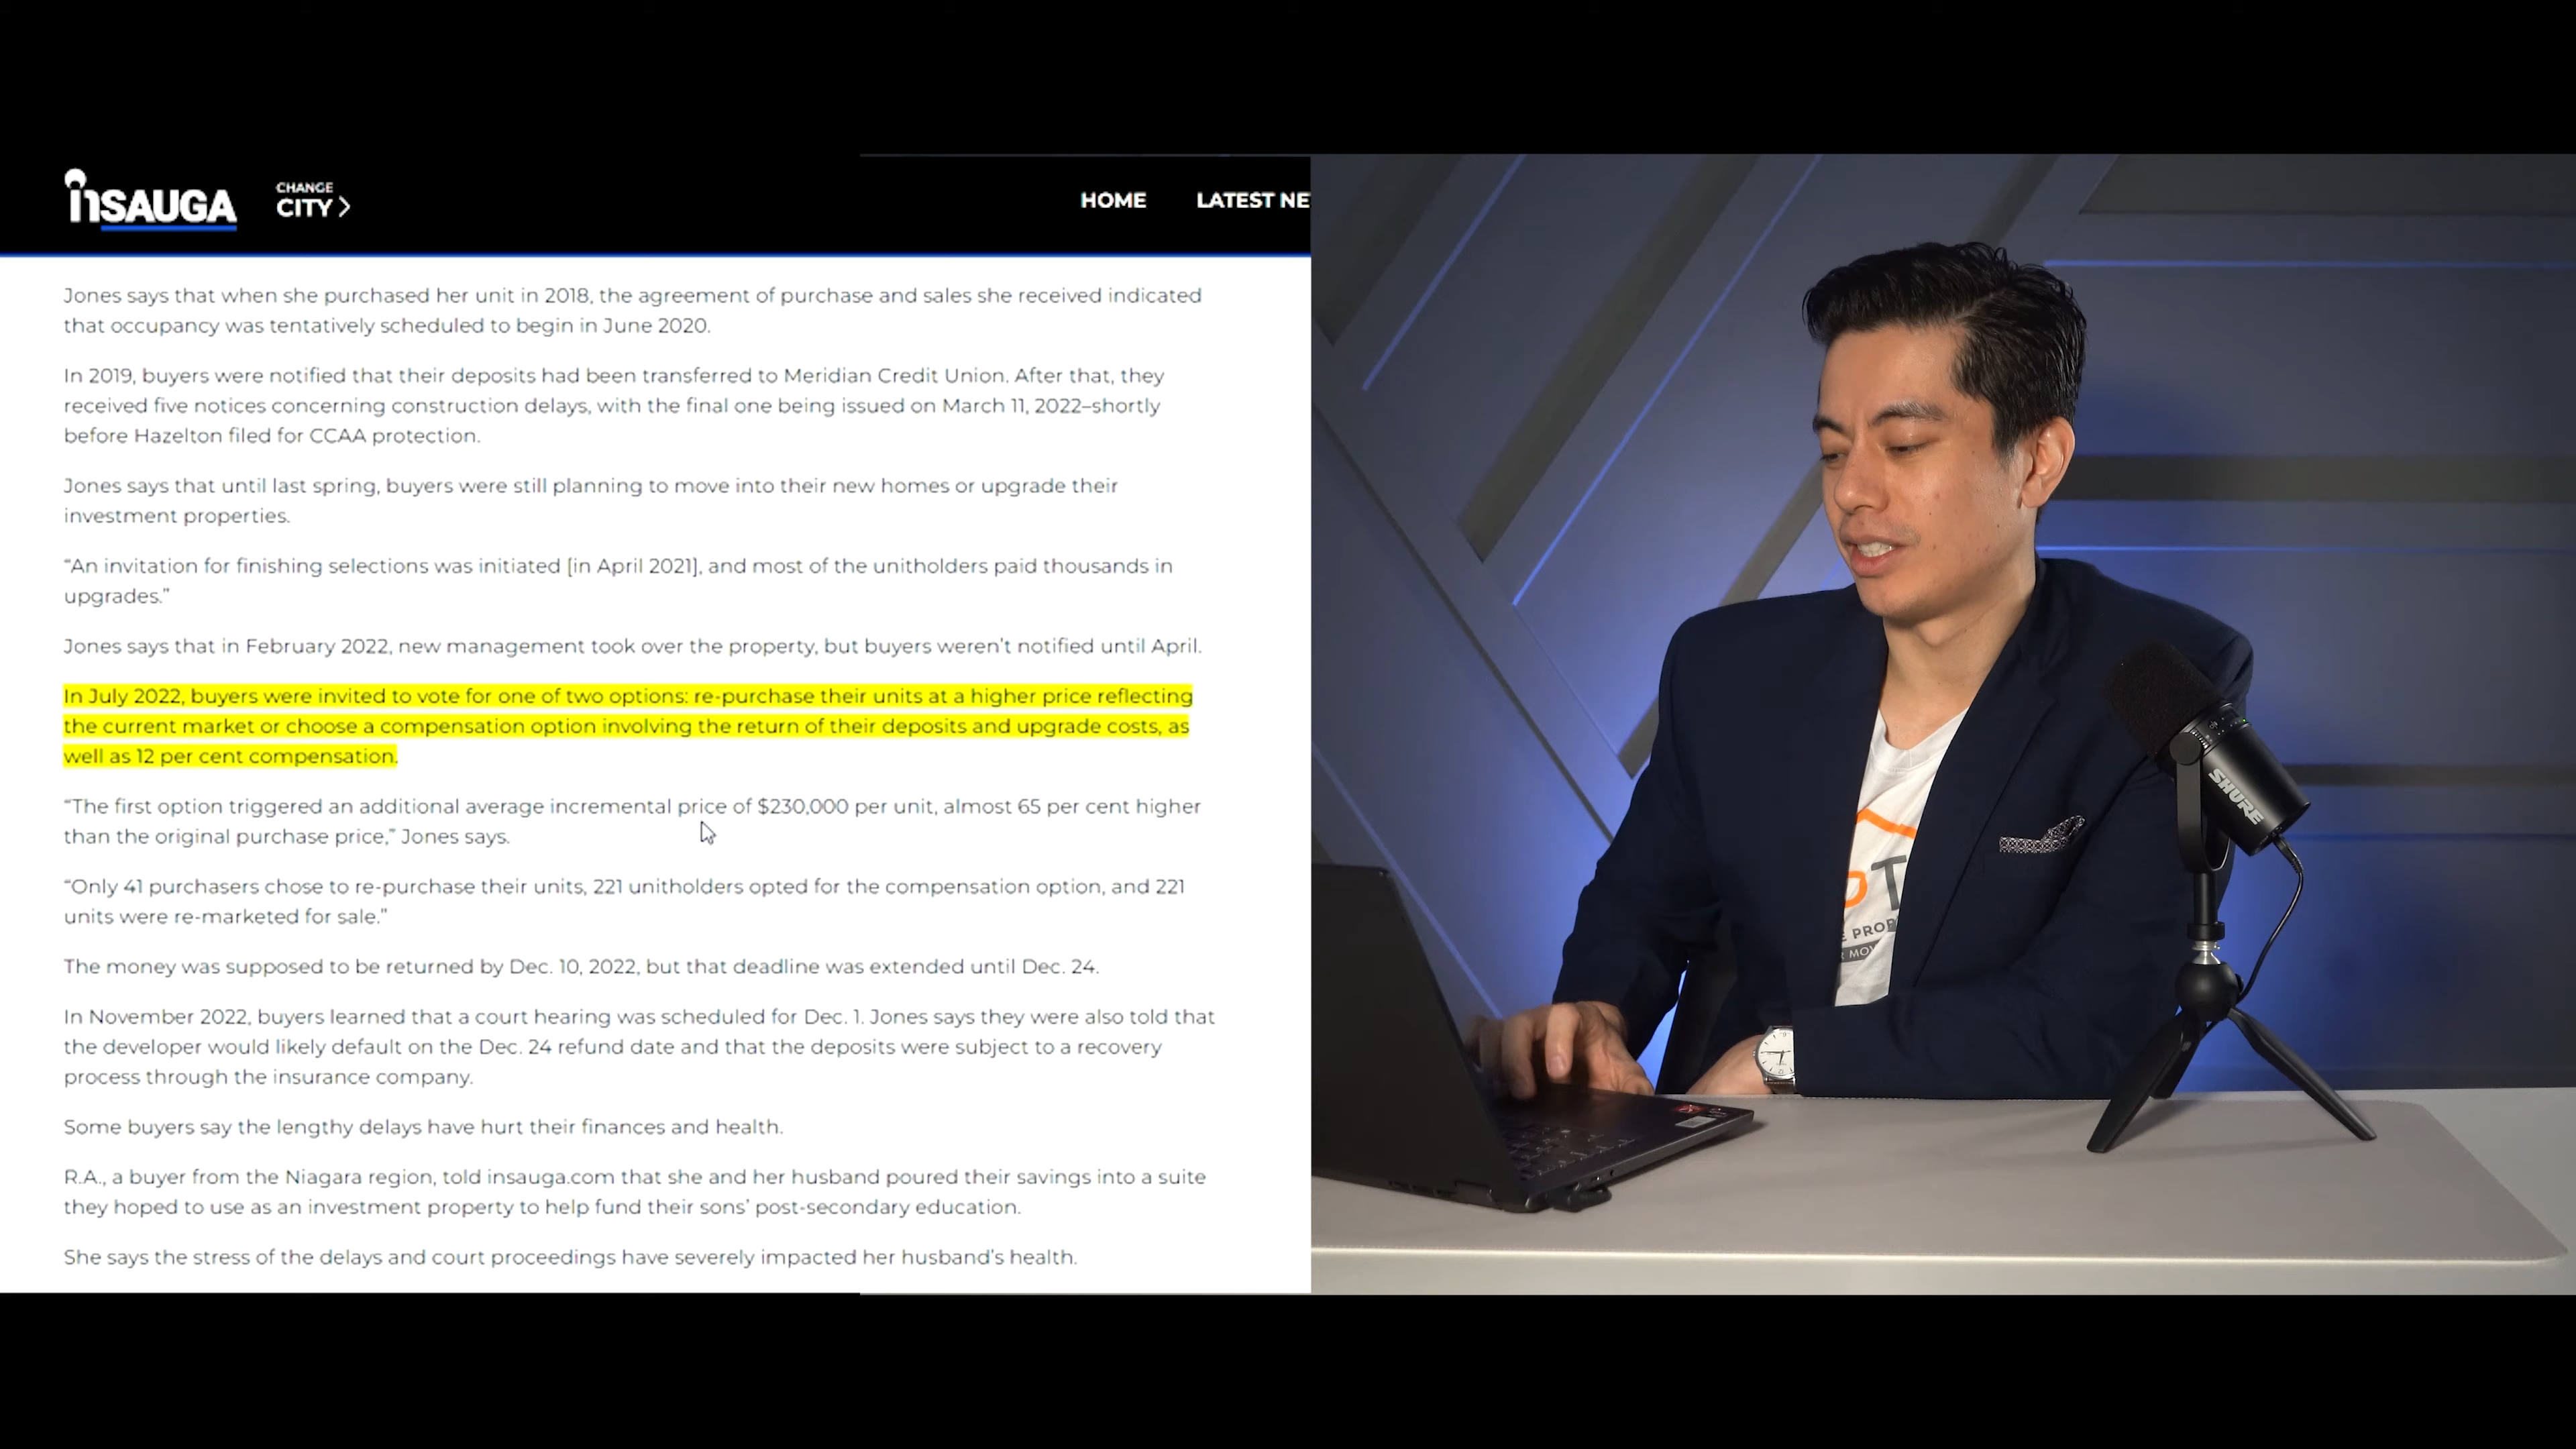 inSAUGA
CHANGE
CITY >
HOME
LATEST NE
Jones says that when she purchased her unit in 2018, the agreement of purchase and sales she received indicated
that occupancy was tentatively scheduled to begin in June 2020.
In 2019, buyers were notified that their deposits had been transferred to Meridian Credit Union. After that, they
received five notices concerning construction delays, with the final one being issued on March 11, 2022–shortly
before Hazelton filed for CCAA protection.
Jones says that until last spring, buyers were still planning to move into their new homes or upgrade their
investment properties.
“An invitation for finishing selections was initiated [in April 2021], and most of the unitholders paid thousands in
upgrades.”
Jones says that in February 2022, new management took over the property, but buyers weren’t notified until April.
In July 2022, buyers were invited to vote for one of two options: re-purchase their units at a higher price reflecting
the current market or choose a compensation option involving the return of their deposits and upgrade costs, as
well as 12 per cent compensation.
“The first option triggered an additional average incremental price of $230,000 per unit, almost 65 per cent higher
than the original purchase price,” Jones says.
“Only 41 purchasers chose to re-purchase their units, 221 unitholders opted for the compensation option, and 221
units were re-marketed for sale.”
The money was supposed to be returned by Dec. 10, 2022, but that deadline was extended until Dec. 24.
In November 2022, buyers learned that a court hearing was scheduled for Dec. 1. Jones says they were also told that
the developer would likely default on the Dec. 24 refund date and that the deposits were subject to a recovery
process through the insurance company.
Some buyers say the lengthy delays have hurt their finances and health.
R.A., a buyer from the Niagara region, told insauga.com that she and her husband poured their savings into a suite
they hoped to use as an investment property to help fund their sons’ post-secondary education.
She says the stress of the delays and court proceedings have severely impacted her husband’s health.
SHURE
T
E PROP
MOV